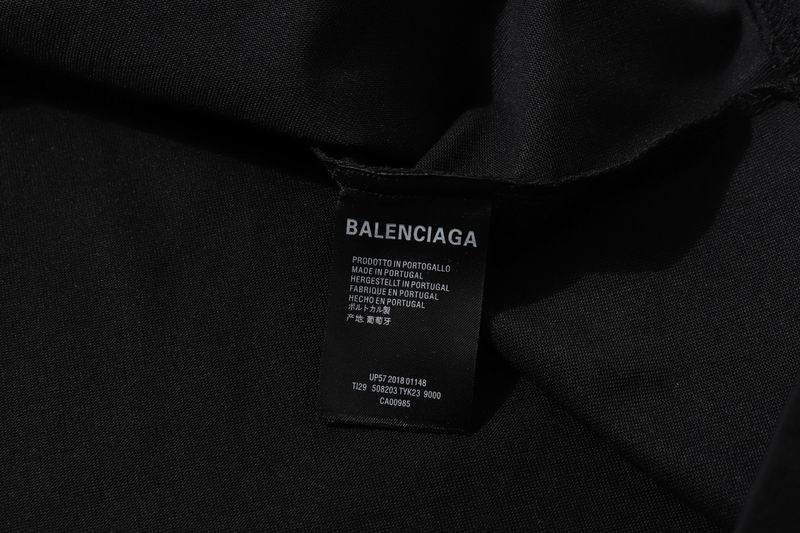 BALENCIAGA
PRODOTTO IN PORTOGALLO
MADE IN PORTUGAL
HERGESTELLT IN PORTUGAL
FABRIQUE EN PORTUGAL
HECHO EN PORTUGAL
ポルトカル製
产地:葡萄牙
UP57 2018 01148
TI29 508203 TYK23 9000
CA00985